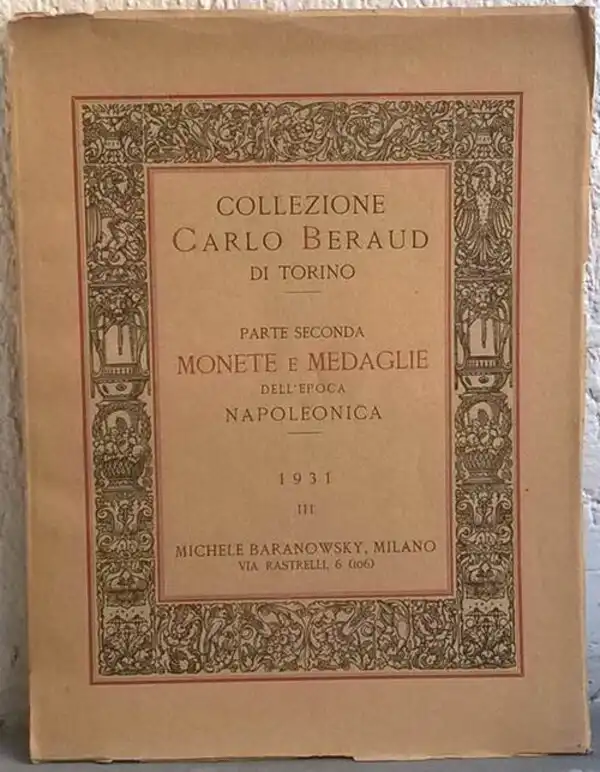 COLLEZIONE
CARLO BERAUD
DI TORINO
PARTE SECONDA
MONETE E MEDAGLIE
DELL'EPOCA
NAPOLEONICA
1931
III
MICHELE BARANOWSKY, MILANO
VIA RASTRELLI, 6 (106)